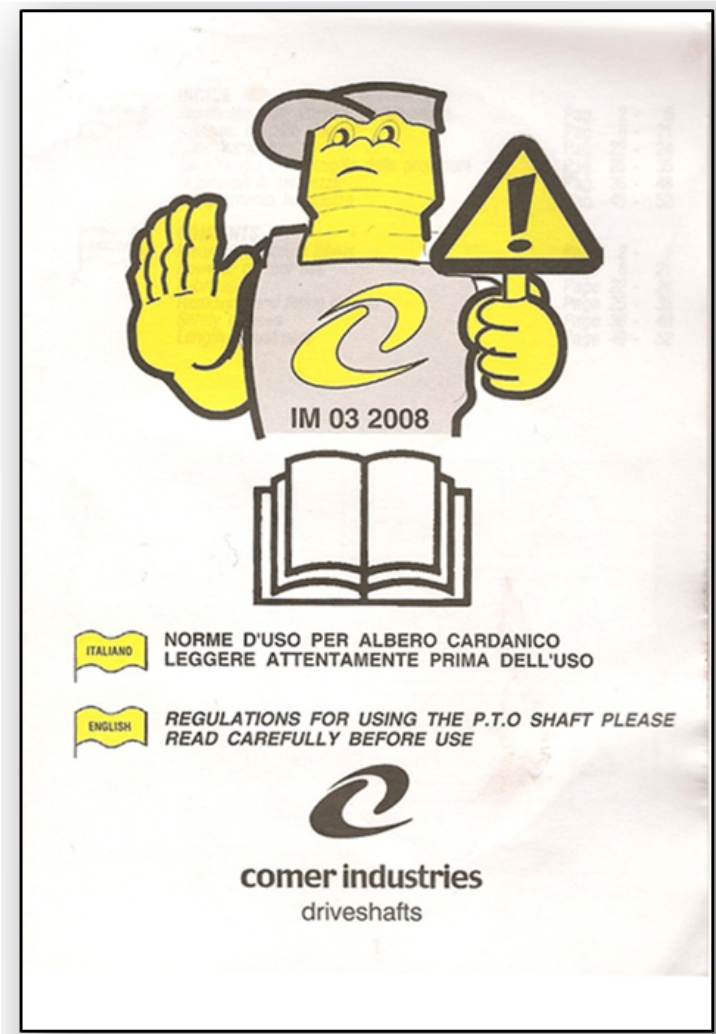 !
IM 03 2008
ITALIANO
NORME D'USO PER ALBERO CARDANICO
LEGGERE ATTENTAMENTE PRIMA DELL'USO
ENGLISH
REGULATIONS FOR USING THE P.T.O SHAFT PLEASE
READ CAREFULLY BEFORE USE
comer industries
driveshafts